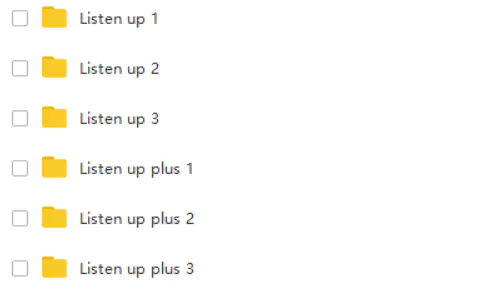 Listen up 1
Listen up 2
Listen up 3
Listen up plus 1
Listen up plus 2
Listen up plus 3